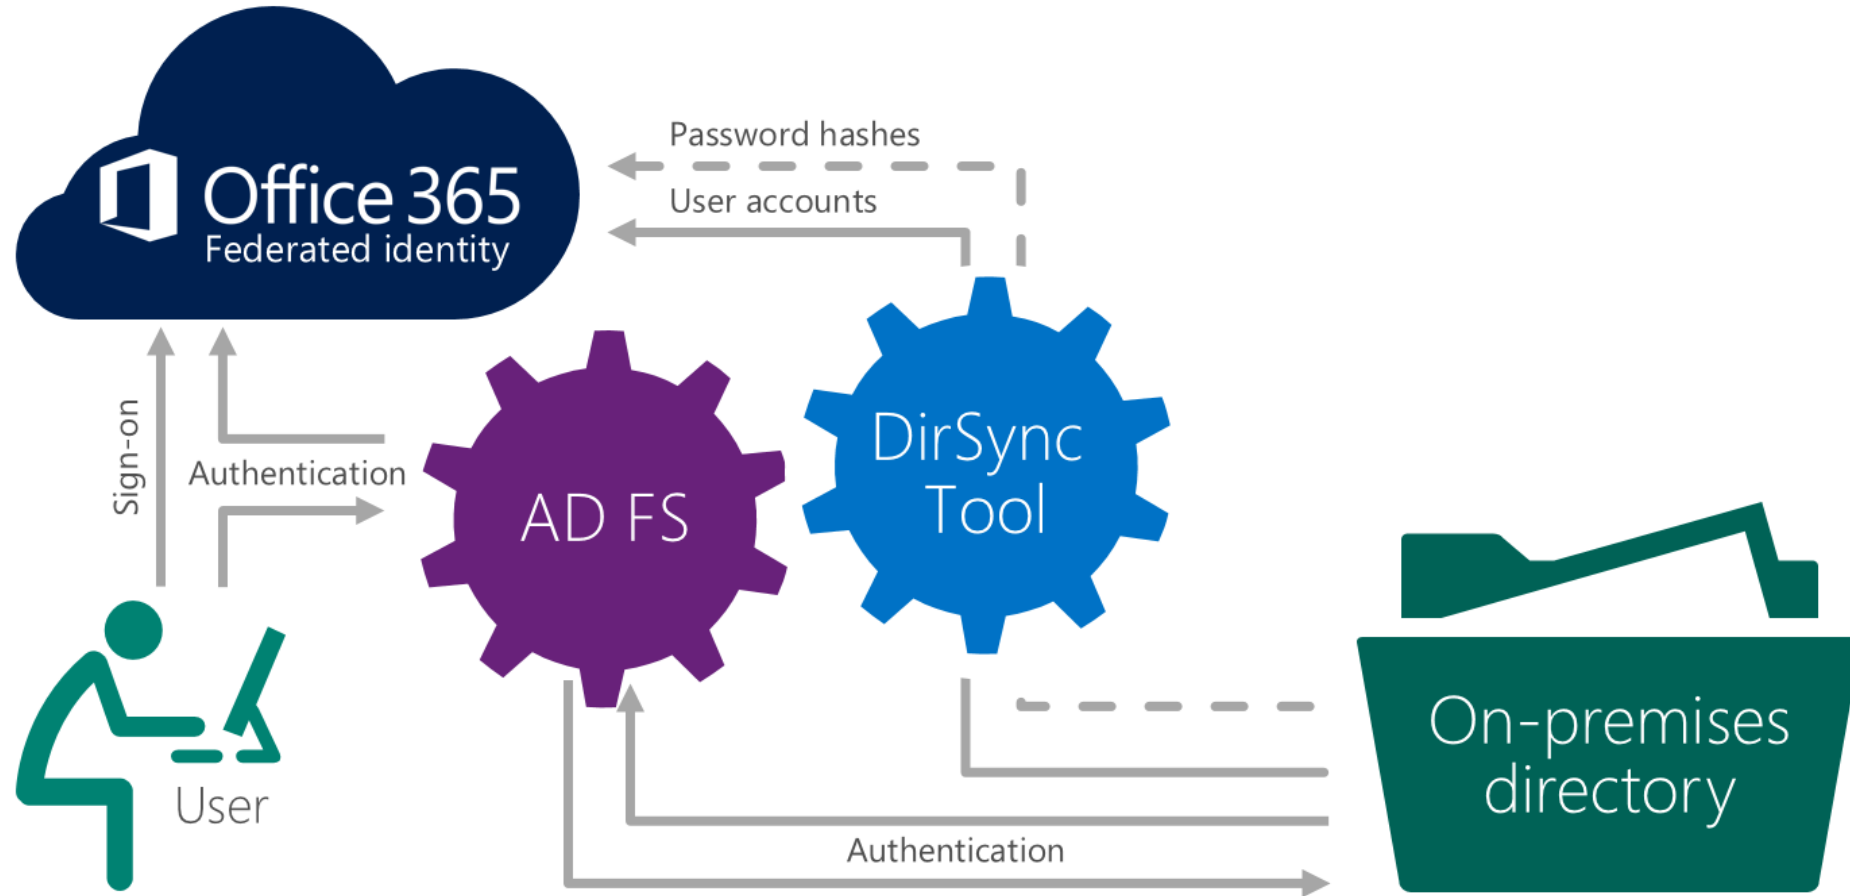 Office 365
Federated identity
Password hashes
User accounts
Sign-on
Authentication
AD FS
DirSync
Tool
User
On-premises
directory
Authentication